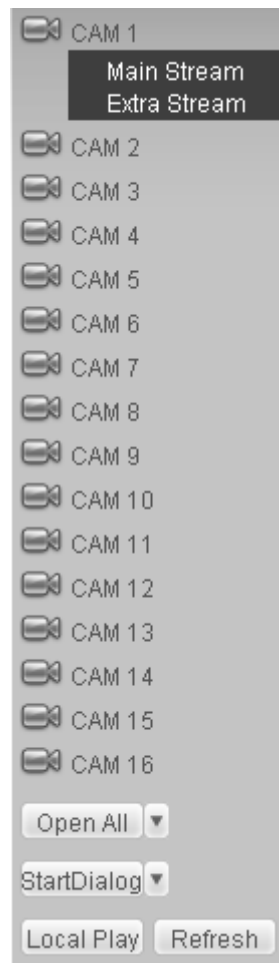 CAM 1
Main Stream
Extra Stream
CAM 2
CAM 3
CAM 4
CAM 5
CAM 6
CAM 7
CAM 8
CAM 9
CAM 10
CAM 11
CAM 12
CAM 13
CAM 14
CAM 15
CAM 16
Open All
StartDialog
Local Play Refresh